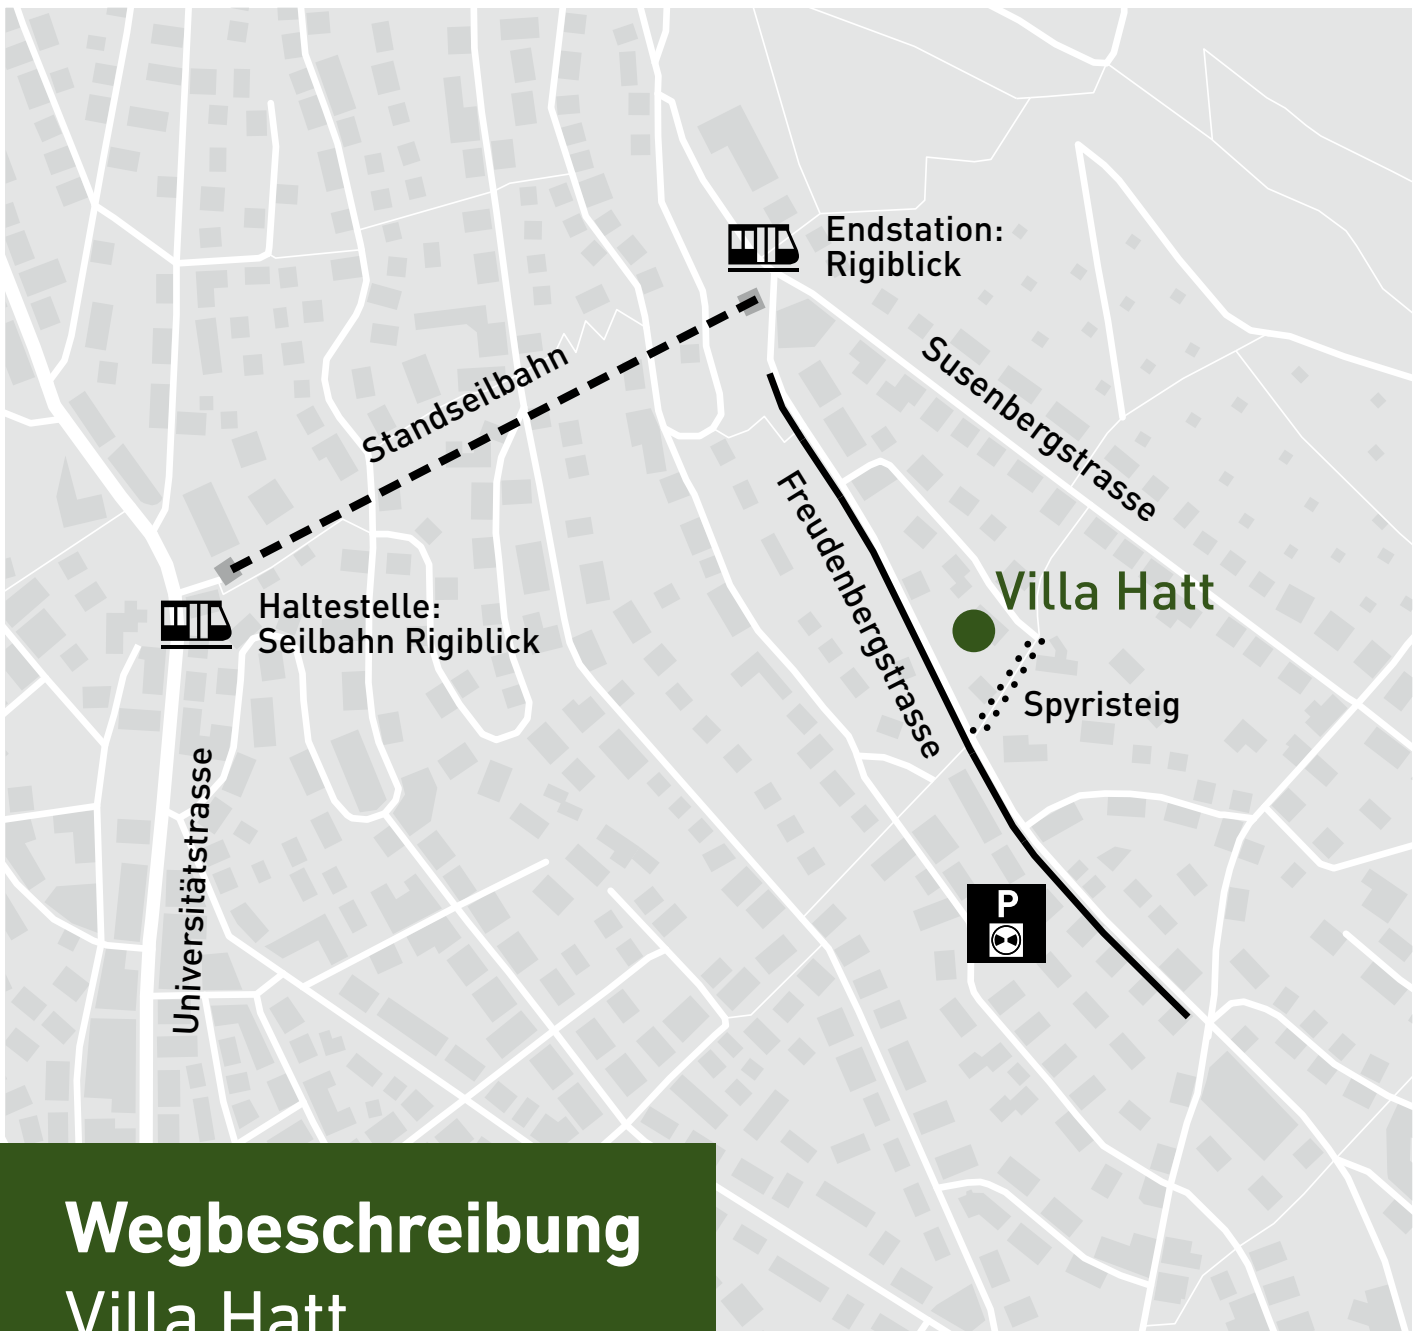 Endstation:
Rigiblick
Susenbergstrasse
Standseilbahn
Freudenbergstrasse
Villa Hatt
Haltestelle:
Seilbahn Rigiblick
Spyristeig
Universitätstrasse
P
Wegbeschreibung
Villa Hatt